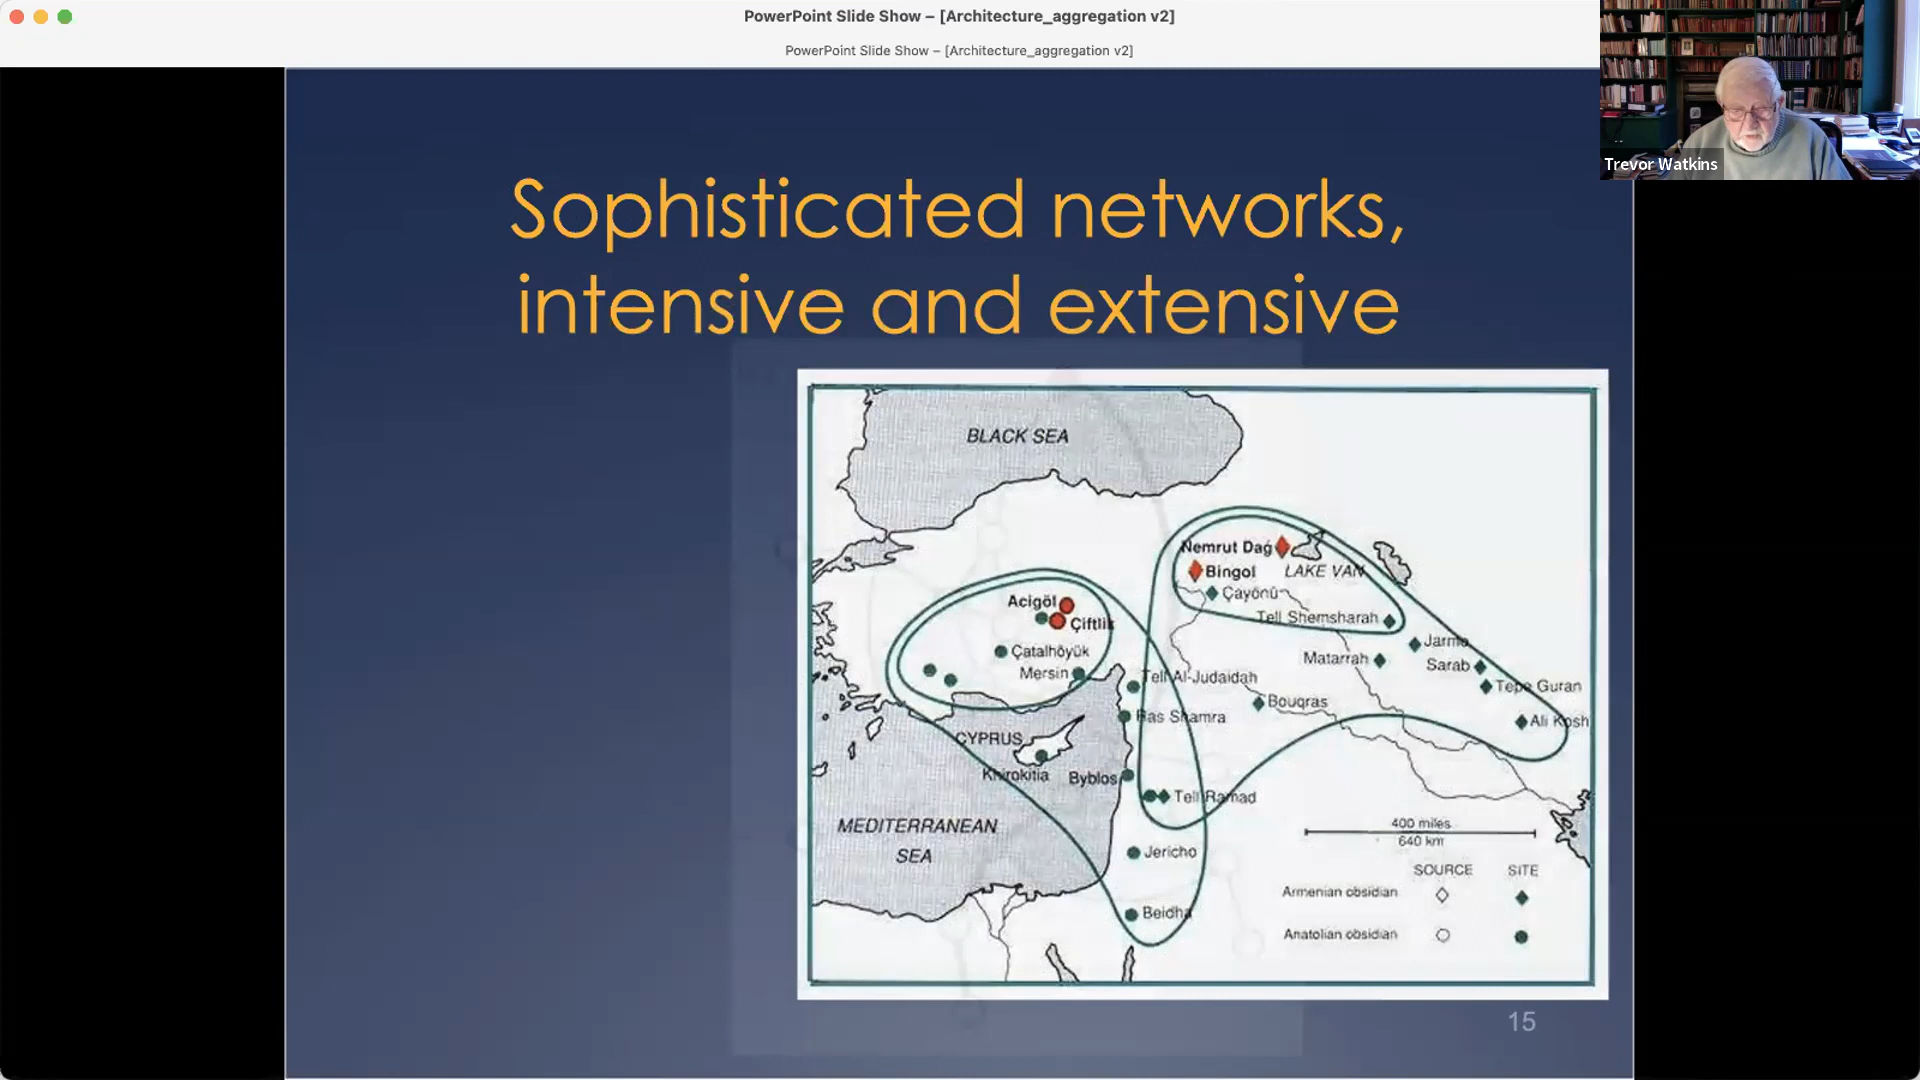 PowerPoint Slide Show – [Architecture_aggregation v2]
PowerPoint Slide Show – [Architecture_aggregation v2]
Trevor Watkins
Sophisticated networks,
intensive and extensive
BLACK SEA
Nemrut Dağ
LAKE VAN
Bingol
Çayönü
Tell Shemsharah
Acigöl
Çiftlik
Jarmo
Çatalhöyük
Matarrah
Sarab
Mersin
Tell Al-Judaidah
Tepe Guran
Bouqras
Ras Shamra
Ali Kosh
CYPRUS
Khirokitia
Byblos
Tell Ramad
MEDITERRANEAN
SEA
400 miles
640 km
Jericho
SOURCE SITE
Armenian obsidian
Beidha
Anatolian obsidian
15